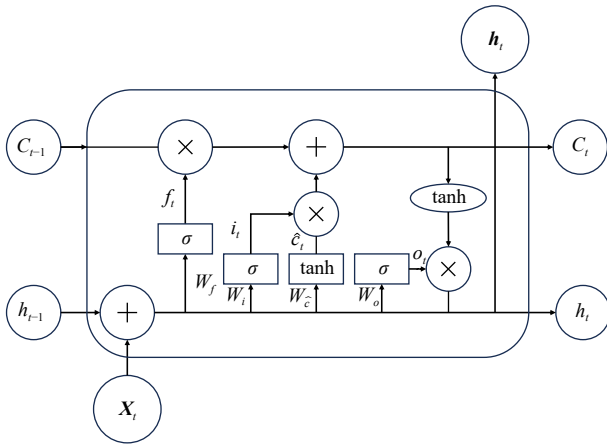 h_t
C_{t−1}
×
+
C_t
f_t
tanh
i_t
×
ĉ_t
σ
σ
tanh
σ
o_t
×
W_f
W_i
W_ĉ
W_o
h_{t−1}
+
h_t
X_t